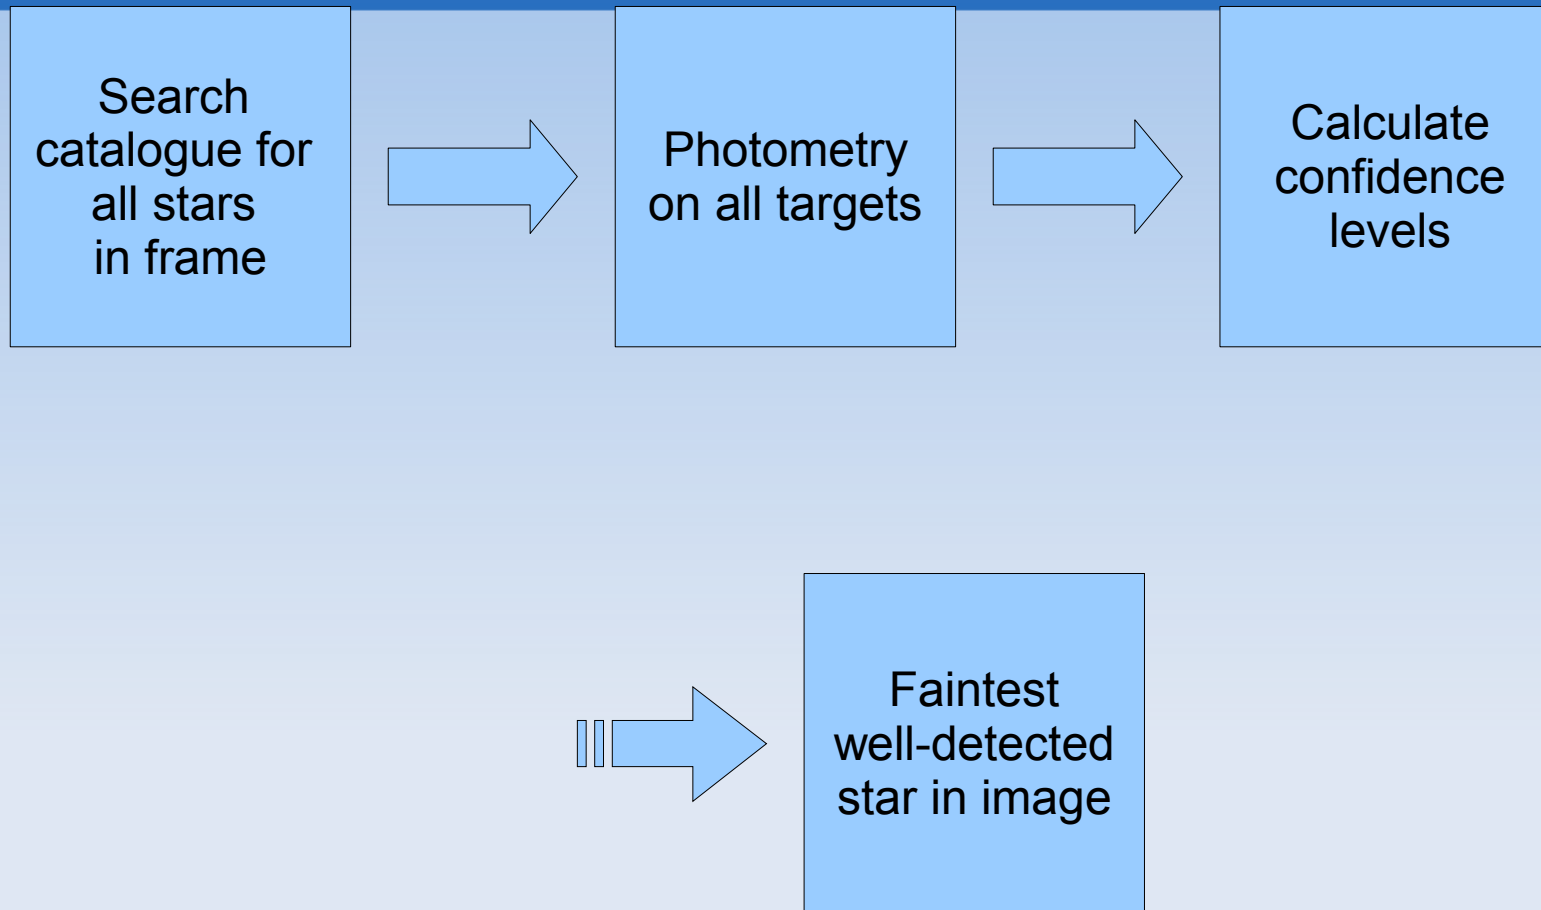 Search
catalogue for
all stars
in frame
Photometry
on all targets
Calculate
confidence
levels
Faintest
well-detected
star in image